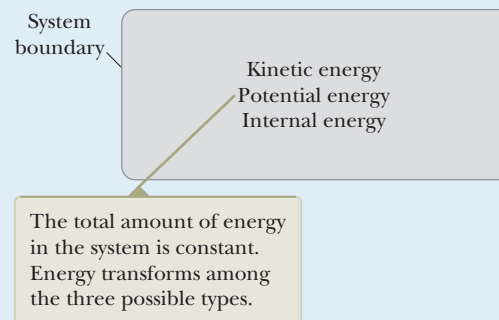 System
boundary
Kinetic energy
Potential energy
Internal energy
The total amount of energy
in the system is constant.
Energy transforms among
the three possible types.